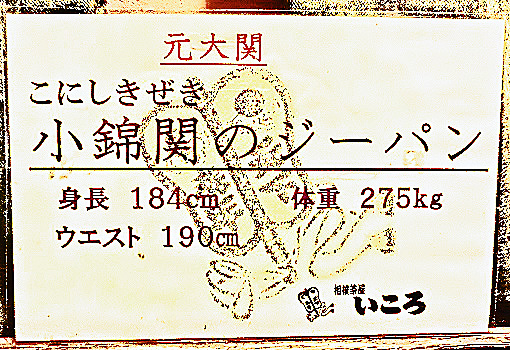 元大関
こにしきぜき
小錦関のジーパン
身長 184cm 体重 275kg
ウエスト 190cm
相撲茶屋
いころ